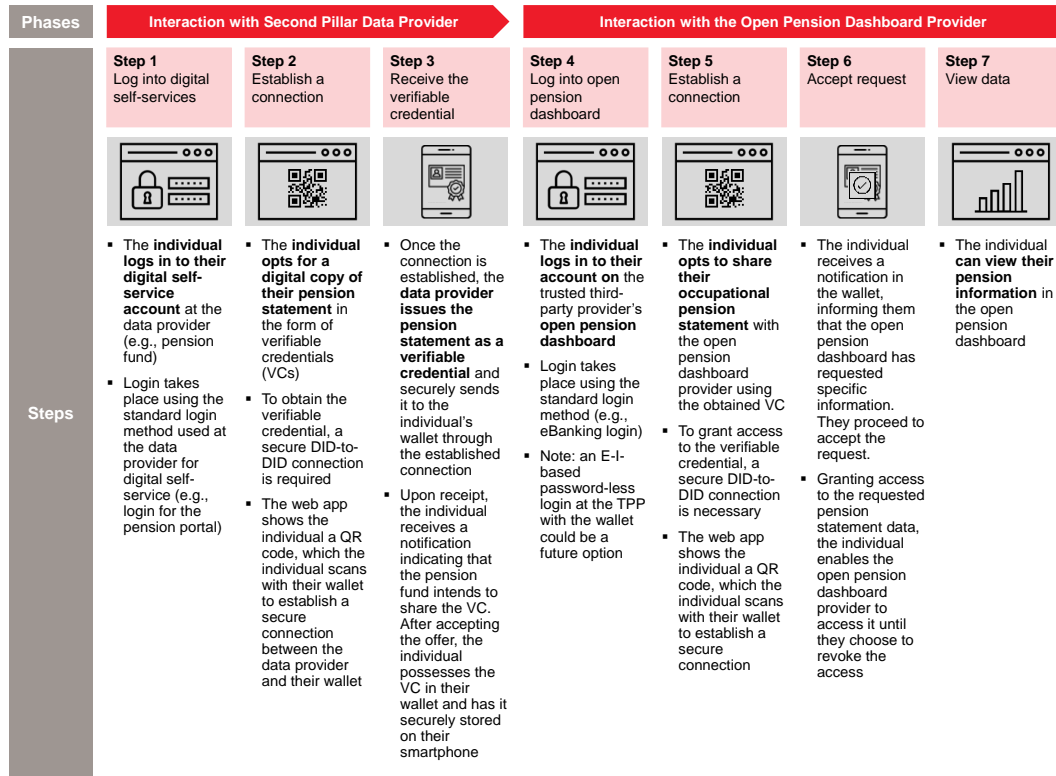 Phases
Interaction with Second Pillar Data Provider
Interaction with the Open Pension Dashboard Provider
Steps
Step 1
Log into digital
self-services
Step 2
Establish a
connection
Step 3
Receive the
verifiable
credential
Step 4
Log into open
pension
dashboard
Step 5
Establish a
connection
Step 6
Accept request
Step 7
View data
▪ The individual
logs in to their
digital self-
service
account at the
data provider
(e.g., pension
fund)
▪ Login takes
place using the
standard login
method used at
the data
provider for
digital self-
service (e.g.,
login for the
pension portal)
▪ The individual
opts for a
digital copy of
their pension
statement in
the form of
verifiable
credentials
(VCs)
▪ To obtain the
verifiable
credential, a
secure DID-to-
DID connection
is required
▪ The web app
shows the
individual a QR
code, which the
individual scans
with their wallet
to establish a
secure
connection
between the
data provider
and their wallet
▪ Once the
connection is
established, the
data provider
issues the
pension
statement as a
verifiable
credential and
securely sends
it to the
individual's
wallet through
the established
connection
▪ Upon receipt,
the individual
receives a
notification
indicating that
the pension
fund intends to
share the VC.
After accepting
the offer, the
individual
possesses the
VC in their
wallet and has it
securely stored
on their
smartphone
▪ The individual
logs in to their
account on the
trusted third-
party provider's
open pension
dashboard
▪ Login takes
place using the
standard login
method (e.g.,
eBanking login)
▪ Note: an E-I-
based
password-less
login at the TPP
with the wallet
could be a
future option
▪ The individual
opts to share
their
occupational
pension
statement with
the open
pension
dashboard
provider using
the obtained VC
▪ To grant access
to the verifiable
credential, a
secure DID-to-
DID connection
is necessary
▪ The web app
shows the
individual a QR
code, which the
individual scans
with their wallet
to establish a
secure
connection
▪ The individual
receives a
notification in
the wallet,
informing them
that the open
pension
dashboard has
requested
specific
information.
They proceed to
accept the
request.
▪ Granting access
to the requested
pension
statement data,
the individual
enables the
open pension
dashboard
provider to
access it until
they choose to
revoke the
access
▪ The individual
can view their
pension
information in
the open
pension
dashboard